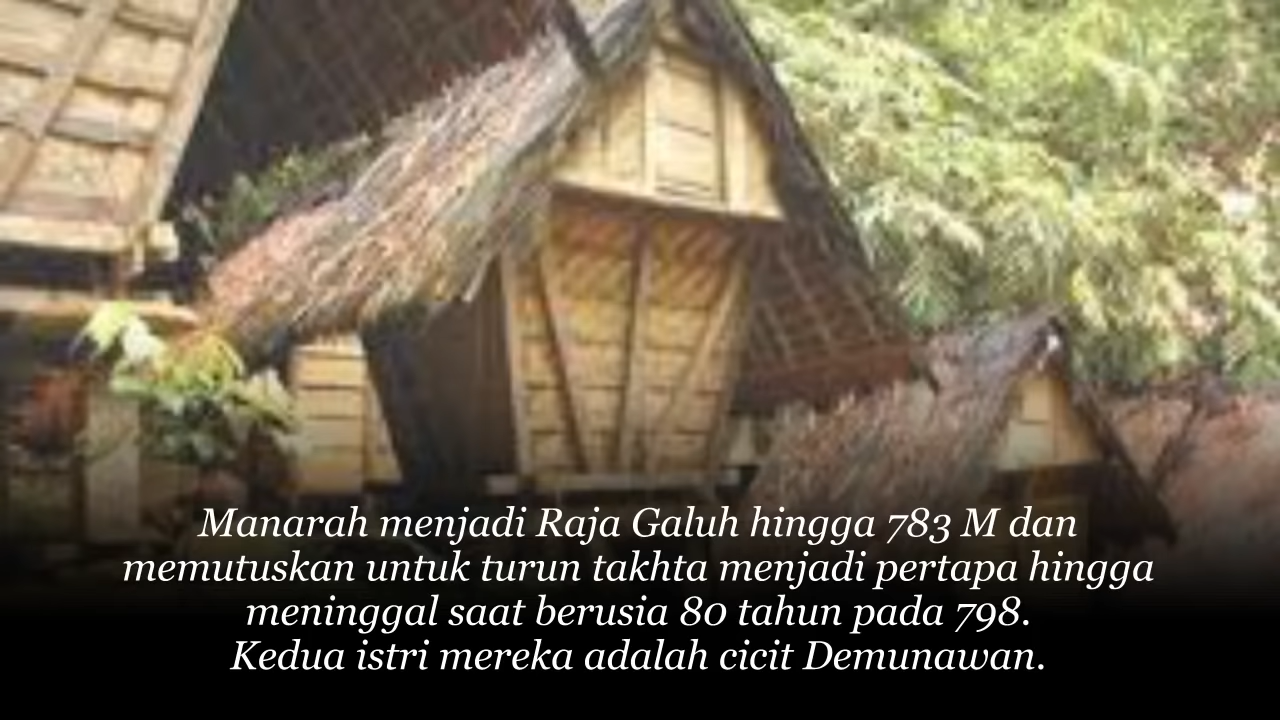 Manarah menjadi Raja Galuh hingga 783 M dan
memutuskan untuk turun takhta menjadi pertapa hingga
meninggal saat berusia 80 tahun pada 798.
Kedua istri mereka adalah cicit Demunawan.